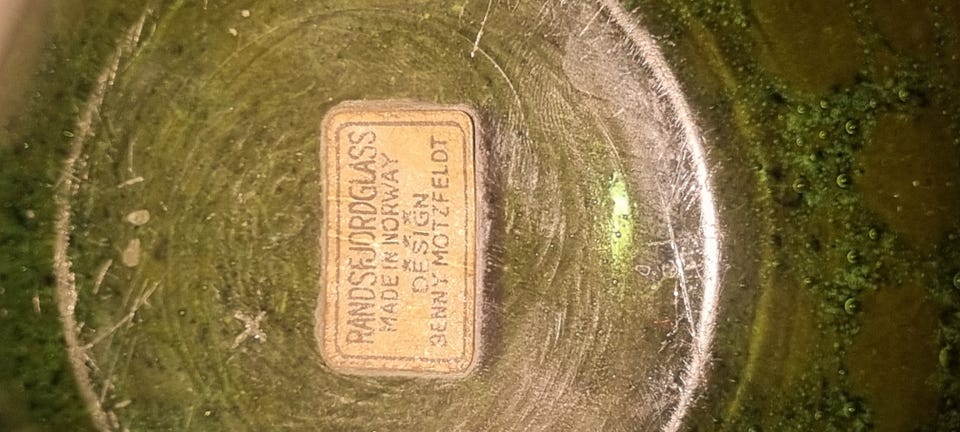 RANDSFJORDGLASS
MADE IN NORWAY
DESIGN
BENNY MOTZFELDT